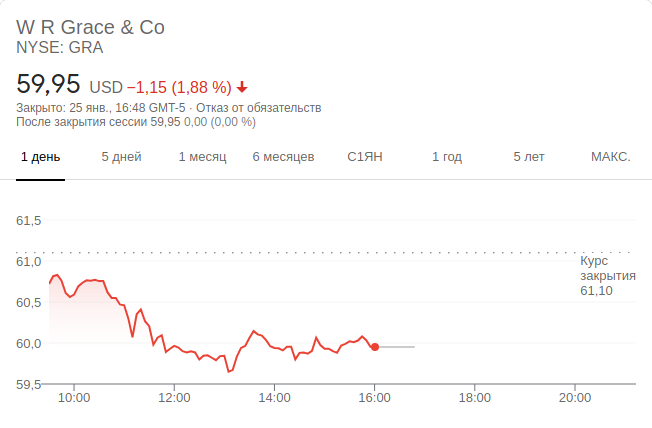 W R Grace & Co
NYSE: GRA
59,95 USD −1,15 (1,88 %)
Закрыто: 25 янв., 16:48 GMT-5 · Отказ от обязательств
После закрытия сессии 59,95 0,00 (0,00 %)
1 день 5 дней 1 месяц 6 месяцев С1ЯН 1 год 5 лет МАКС.
61,5
61,0
60,5
60,0
59,5
Курс
закрытия
61,10
10:00 12:00 14:00 16:00 18:00 20:00